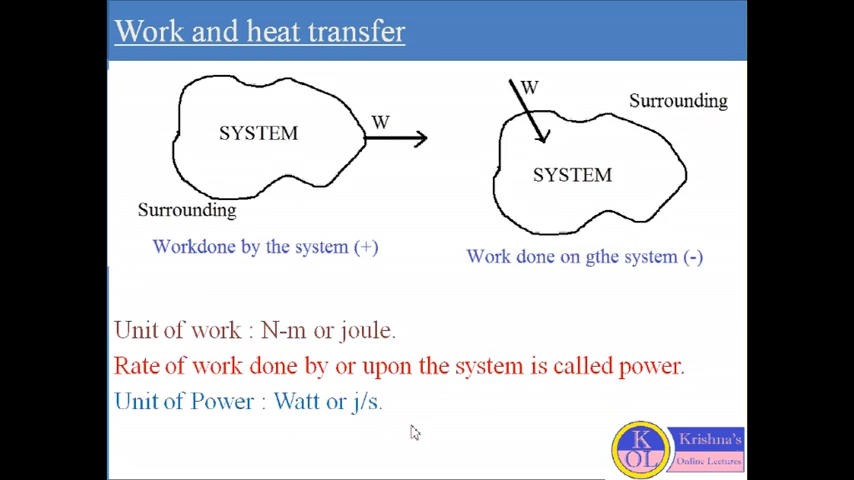 Work and heat transfer
W
SYSTEM
Surrounding
Workdone by the system (+)
W
Surrounding
SYSTEM
Work done on gthe system (-)
Unit of work : N-m or joule.
Rate of work done by or upon the system is called power.
Unit of Power : Watt or j/s.
K
OL
Krishna's
Online Lectures